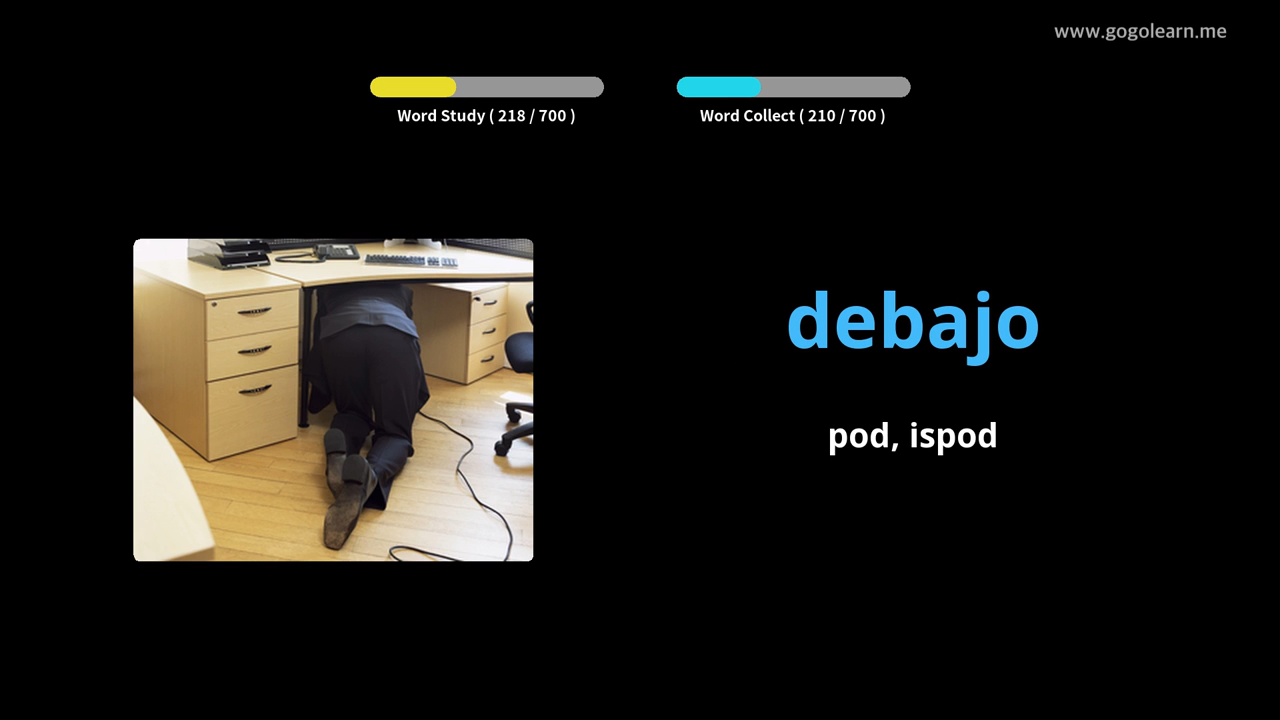 www.gogolearn.me
Word Study ( 218 / 700 )
Word Collect ( 210 / 700 )
debajo
pod, ispod